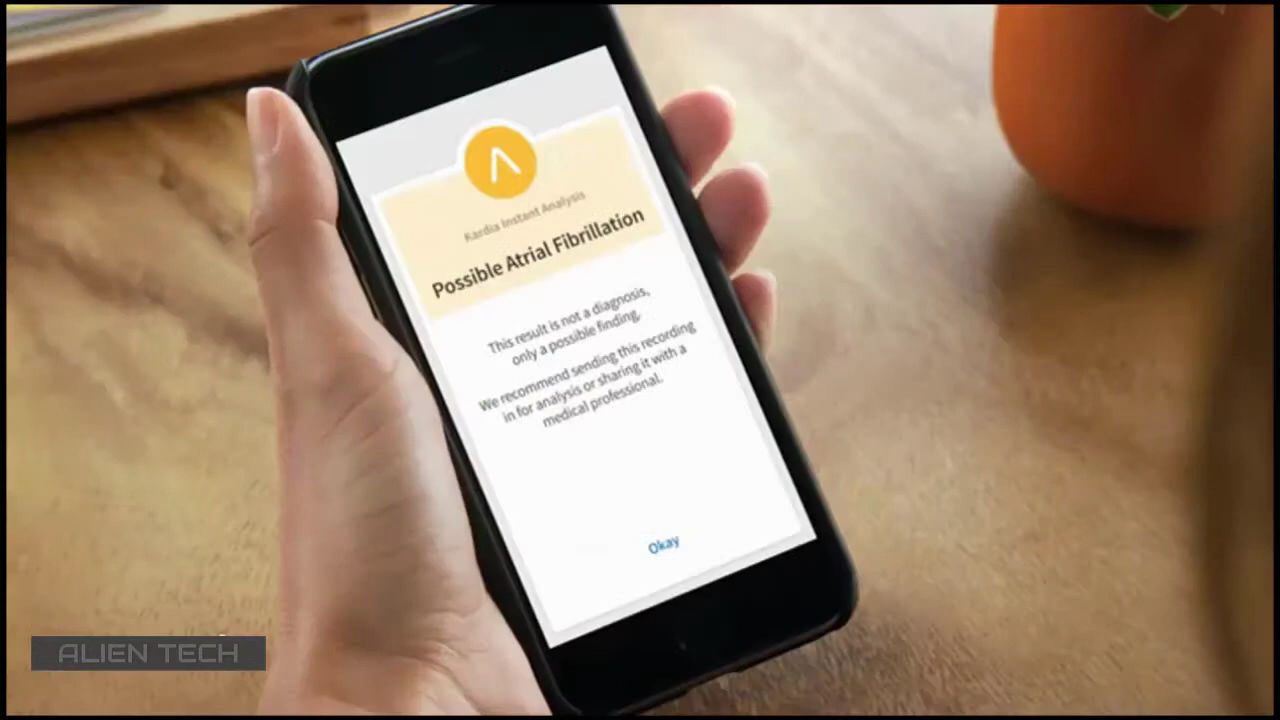 Kardia Instant Analysis
Possible Atrial Fibrillation
This result is not a diagnosis,
only a possible finding.
We recommend sending this recording
in for analysis or sharing it with a
medical professional.
Okay
ALIEN TECH